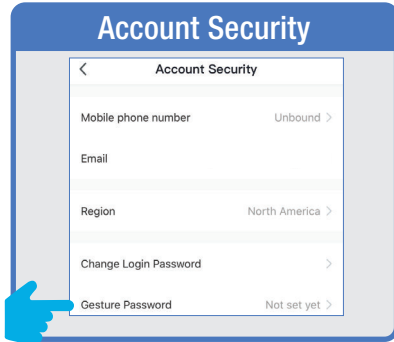 Account Security
Account Security
Mobile phone number Unbound
Email
Region North America
Change Login Password
Gesture Password Not set yet